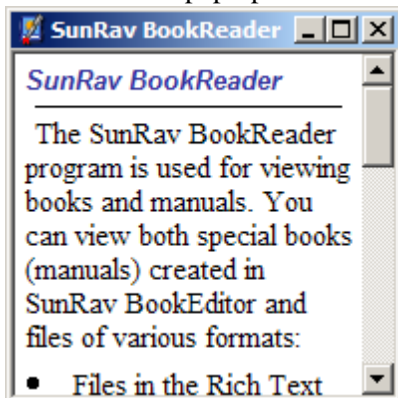 SunRav BookReader
SunRav BookReader
The SunRav BookReader
program is used for viewing
books and manuals. You
can view both special books
(manuals) created in
SunRav BookEditor and
files of various formats:
• Files in the Rich Text